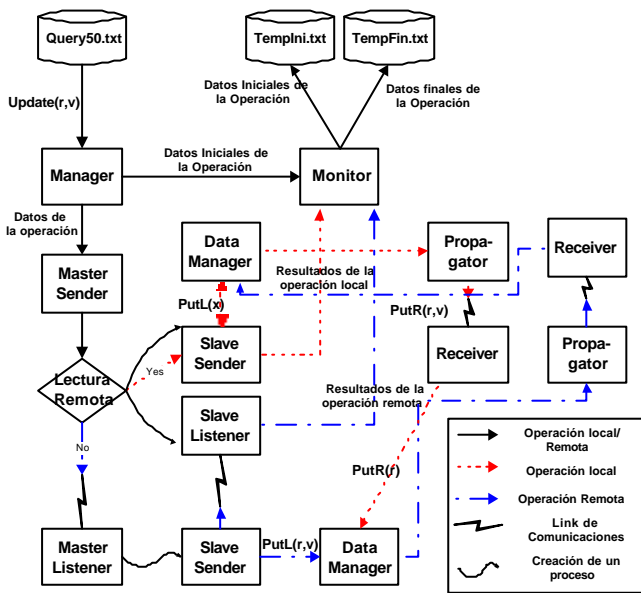 Query50.txt
TempIni.txt
TempFin.txt
Update(r,v)
Datos Iniciales de
la Operación
Datos finales de
la Operación
Manager
Datos Iniciales de
la Operación
Monitor
Datos de
la operación
Master
Sender
Data
Manager
Propa-
gator
Receiver
Resultados de la
operación local
PutL(x)
PutR(r,v)
Lectura
Remota
Yes
Slave
Sender
Receiver
Propa-
gator
Resultados de la
operación remota
Slave
Listener
No
PutR(r)
Master
Listener
Slave
Sender
PutL(r,v)
Data
Manager
Operación local/
Remota
Operación local
Operación Remota
Link de
Comunicaciones
Creación de un
proceso